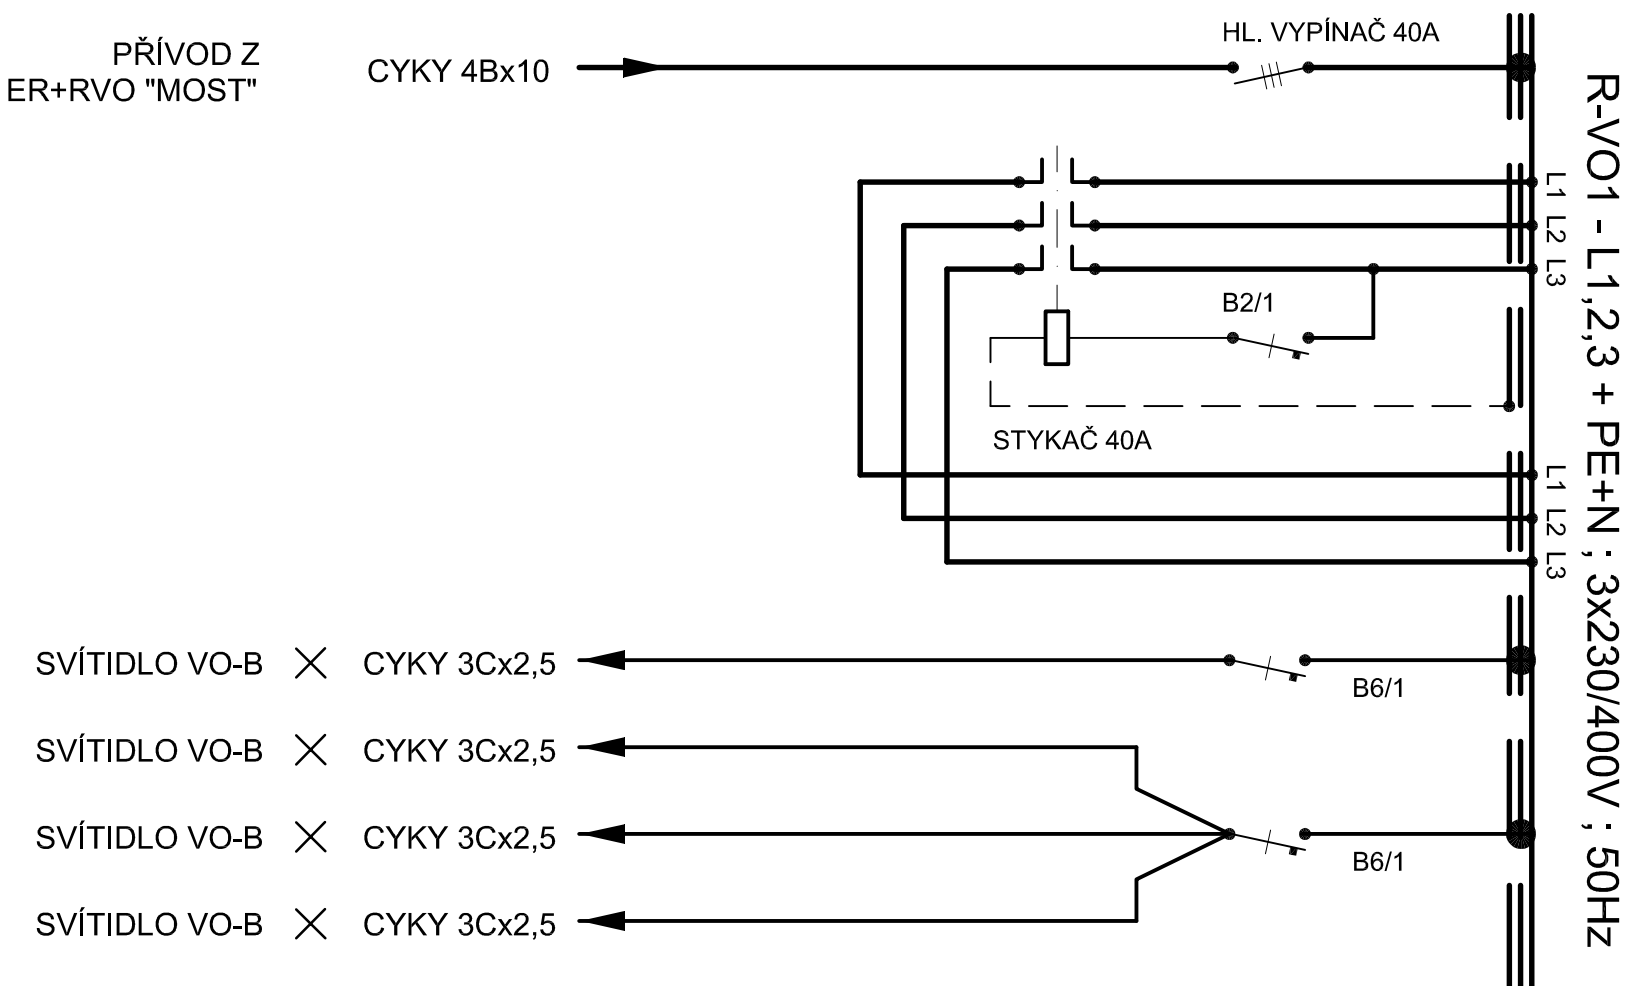 HL. VYPÍNAČ 40A
PŘÍVOD Z
ER+RVO "MOST"
CYKY 4Bx10
L1
L2
L3
B2/1
STYKAČ 40A
L1
L2
L3
SVÍTIDLO VO-B
CYKY 3Cx2,5
B6/1
SVÍTIDLO VO-B
CYKY 3Cx2,5
SVÍTIDLO VO-B
CYKY 3Cx2,5
B6/1
SVÍTIDLO VO-B
CYKY 3Cx2,5
R-VO1 - L1,2,3 + PE+N ; 3x230/400V ; 50Hz